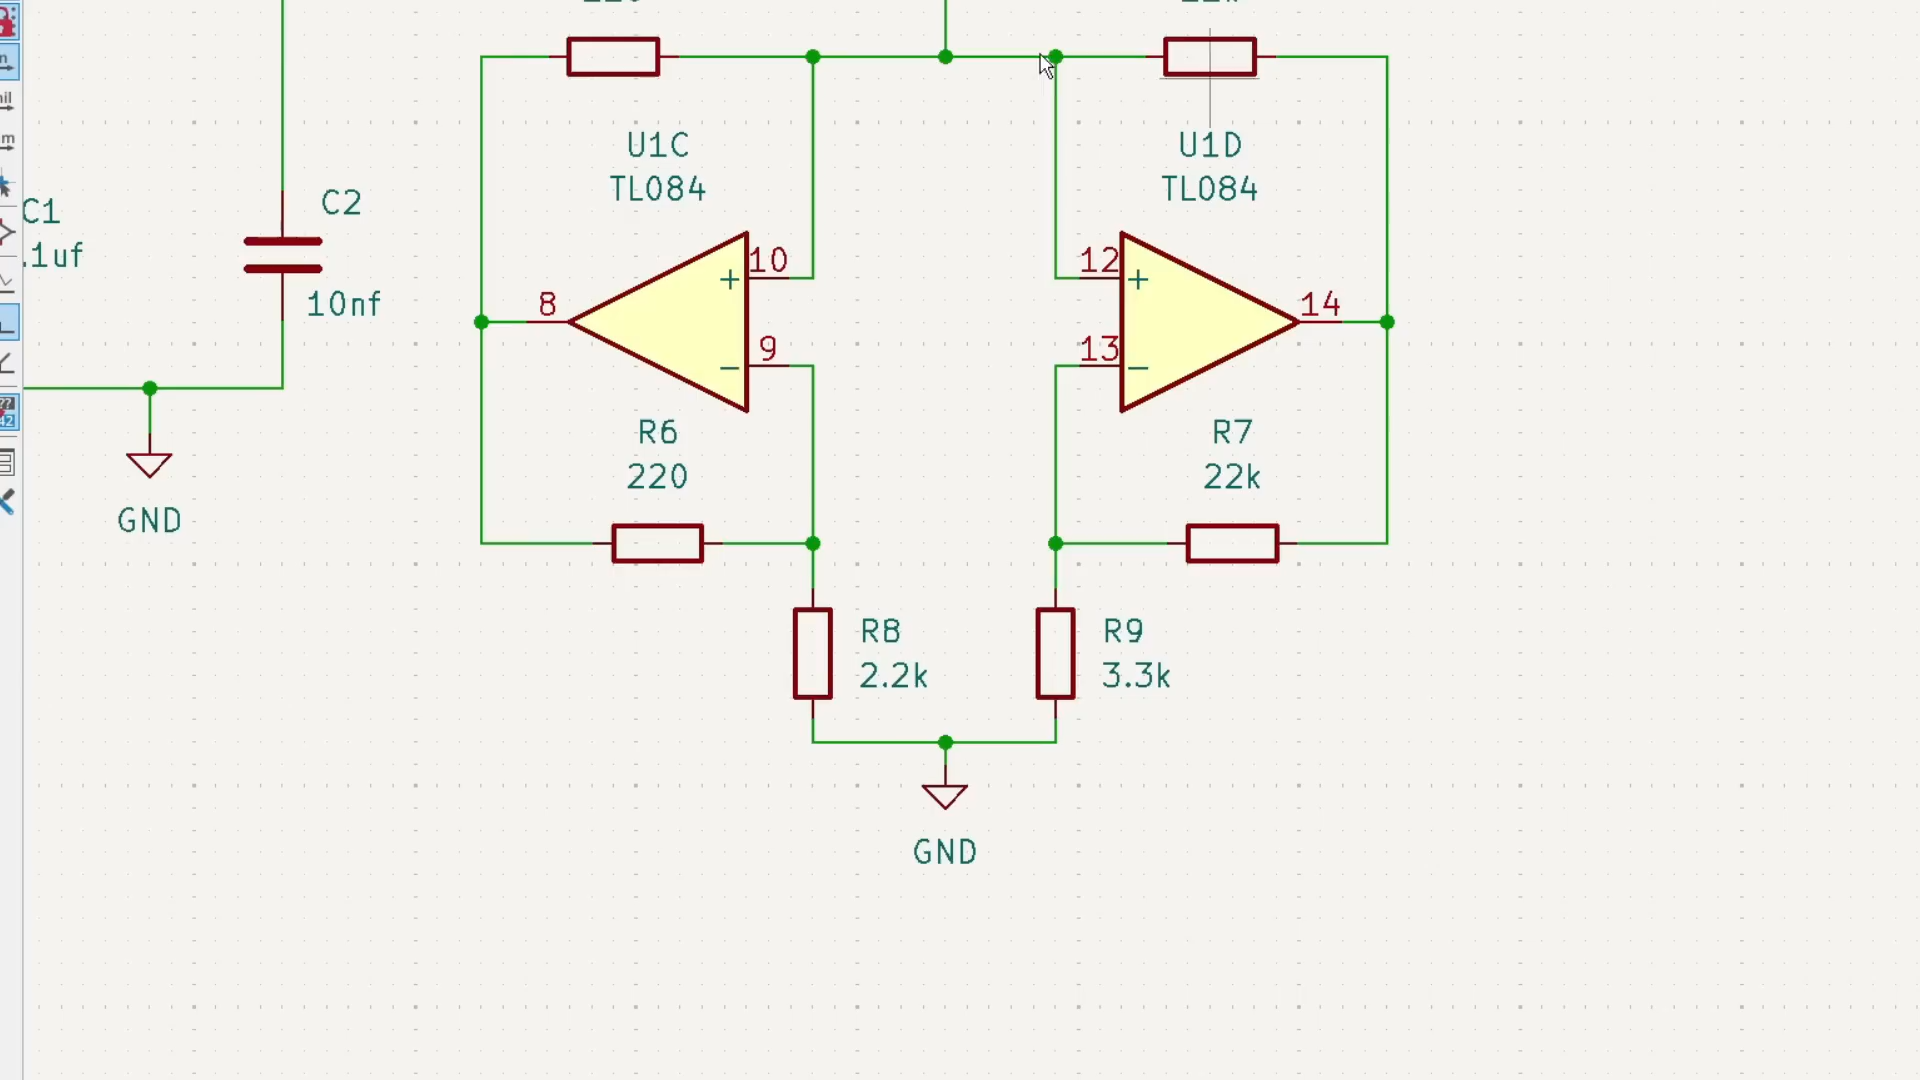 U1C
TL084
U1D
TL084
C1
.1uf
C2
10nf
10
+
8
9
−
12
+
14
13
−
R6
220
R7
22k
GND
R8
2.2k
R9
3.3k
GND